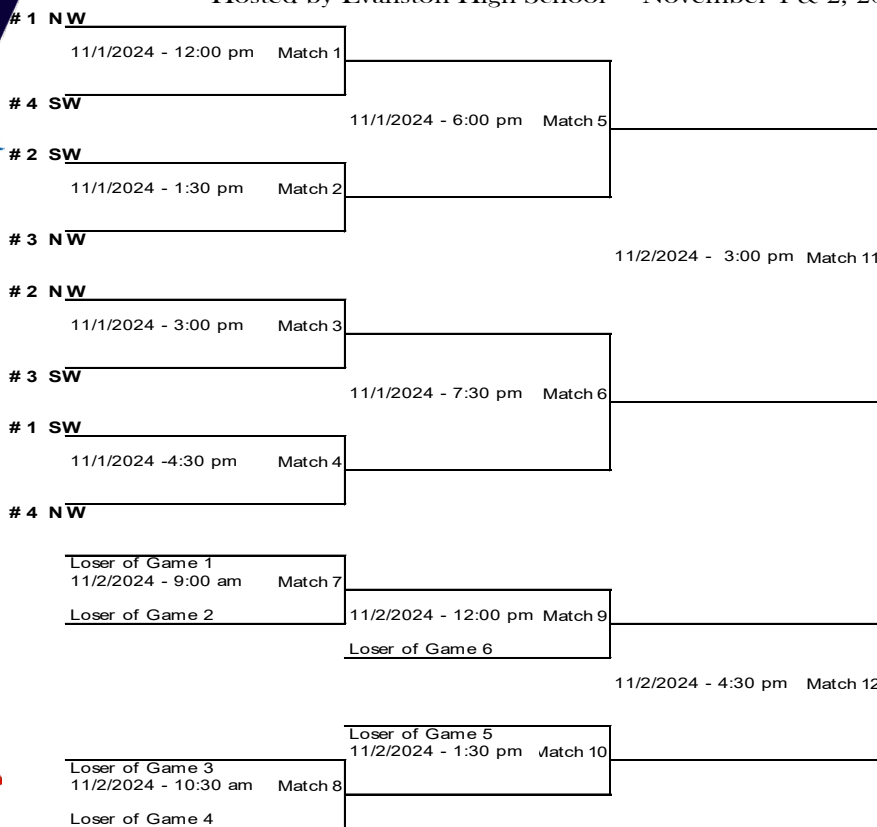 Hosted by Evanston High School - November 1 & 2, 20
# 1 NW
11/1/2024 - 12:00 pm Match 1
# 4 SW
11/1/2024 - 6:00 pm Match 5
# 2 SW
11/1/2024 - 1:30 pm Match 2
# 3 NW
11/2/2024 - 3:00 pm Match 11
# 2 NW
11/1/2024 - 3:00 pm Match 3
# 3 SW
11/1/2024 - 7:30 pm Match 6
# 1 SW
11/1/2024 -4:30 pm Match 4
# 4 NW
Loser of Game 1
11/2/2024 - 9:00 am Match 7
Loser of Game 2
11/2/2024 - 12:00 pm Match 9
Loser of Game 6
11/2/2024 - 4:30 pm Match 12
Loser of Game 5
11/2/2024 - 1:30 pm Match 10
Loser of Game 3
11/2/2024 - 10:30 am Match 8
Loser of Game 4